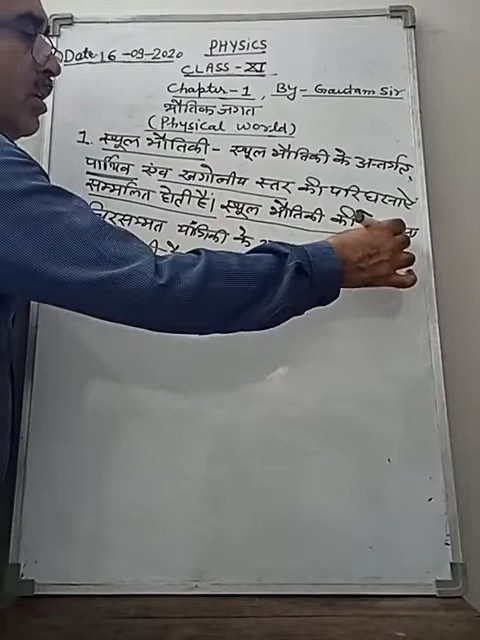 Date 16-09-2020 PHYSICS
CLASS - XI
Chapter-1, By - Gautam Sir
भौतिक जगत
(Physical World)
1. स्थूल भौतिकी - स्थूल भौतिकी के अन्तर्गत,
पार्थिव एंव खगोलीय स्तर की परिघटनाऐं
सम्मलित होती हैं। स्थूल भौतिकी की
चिरसम्मत यांत्रिकी के